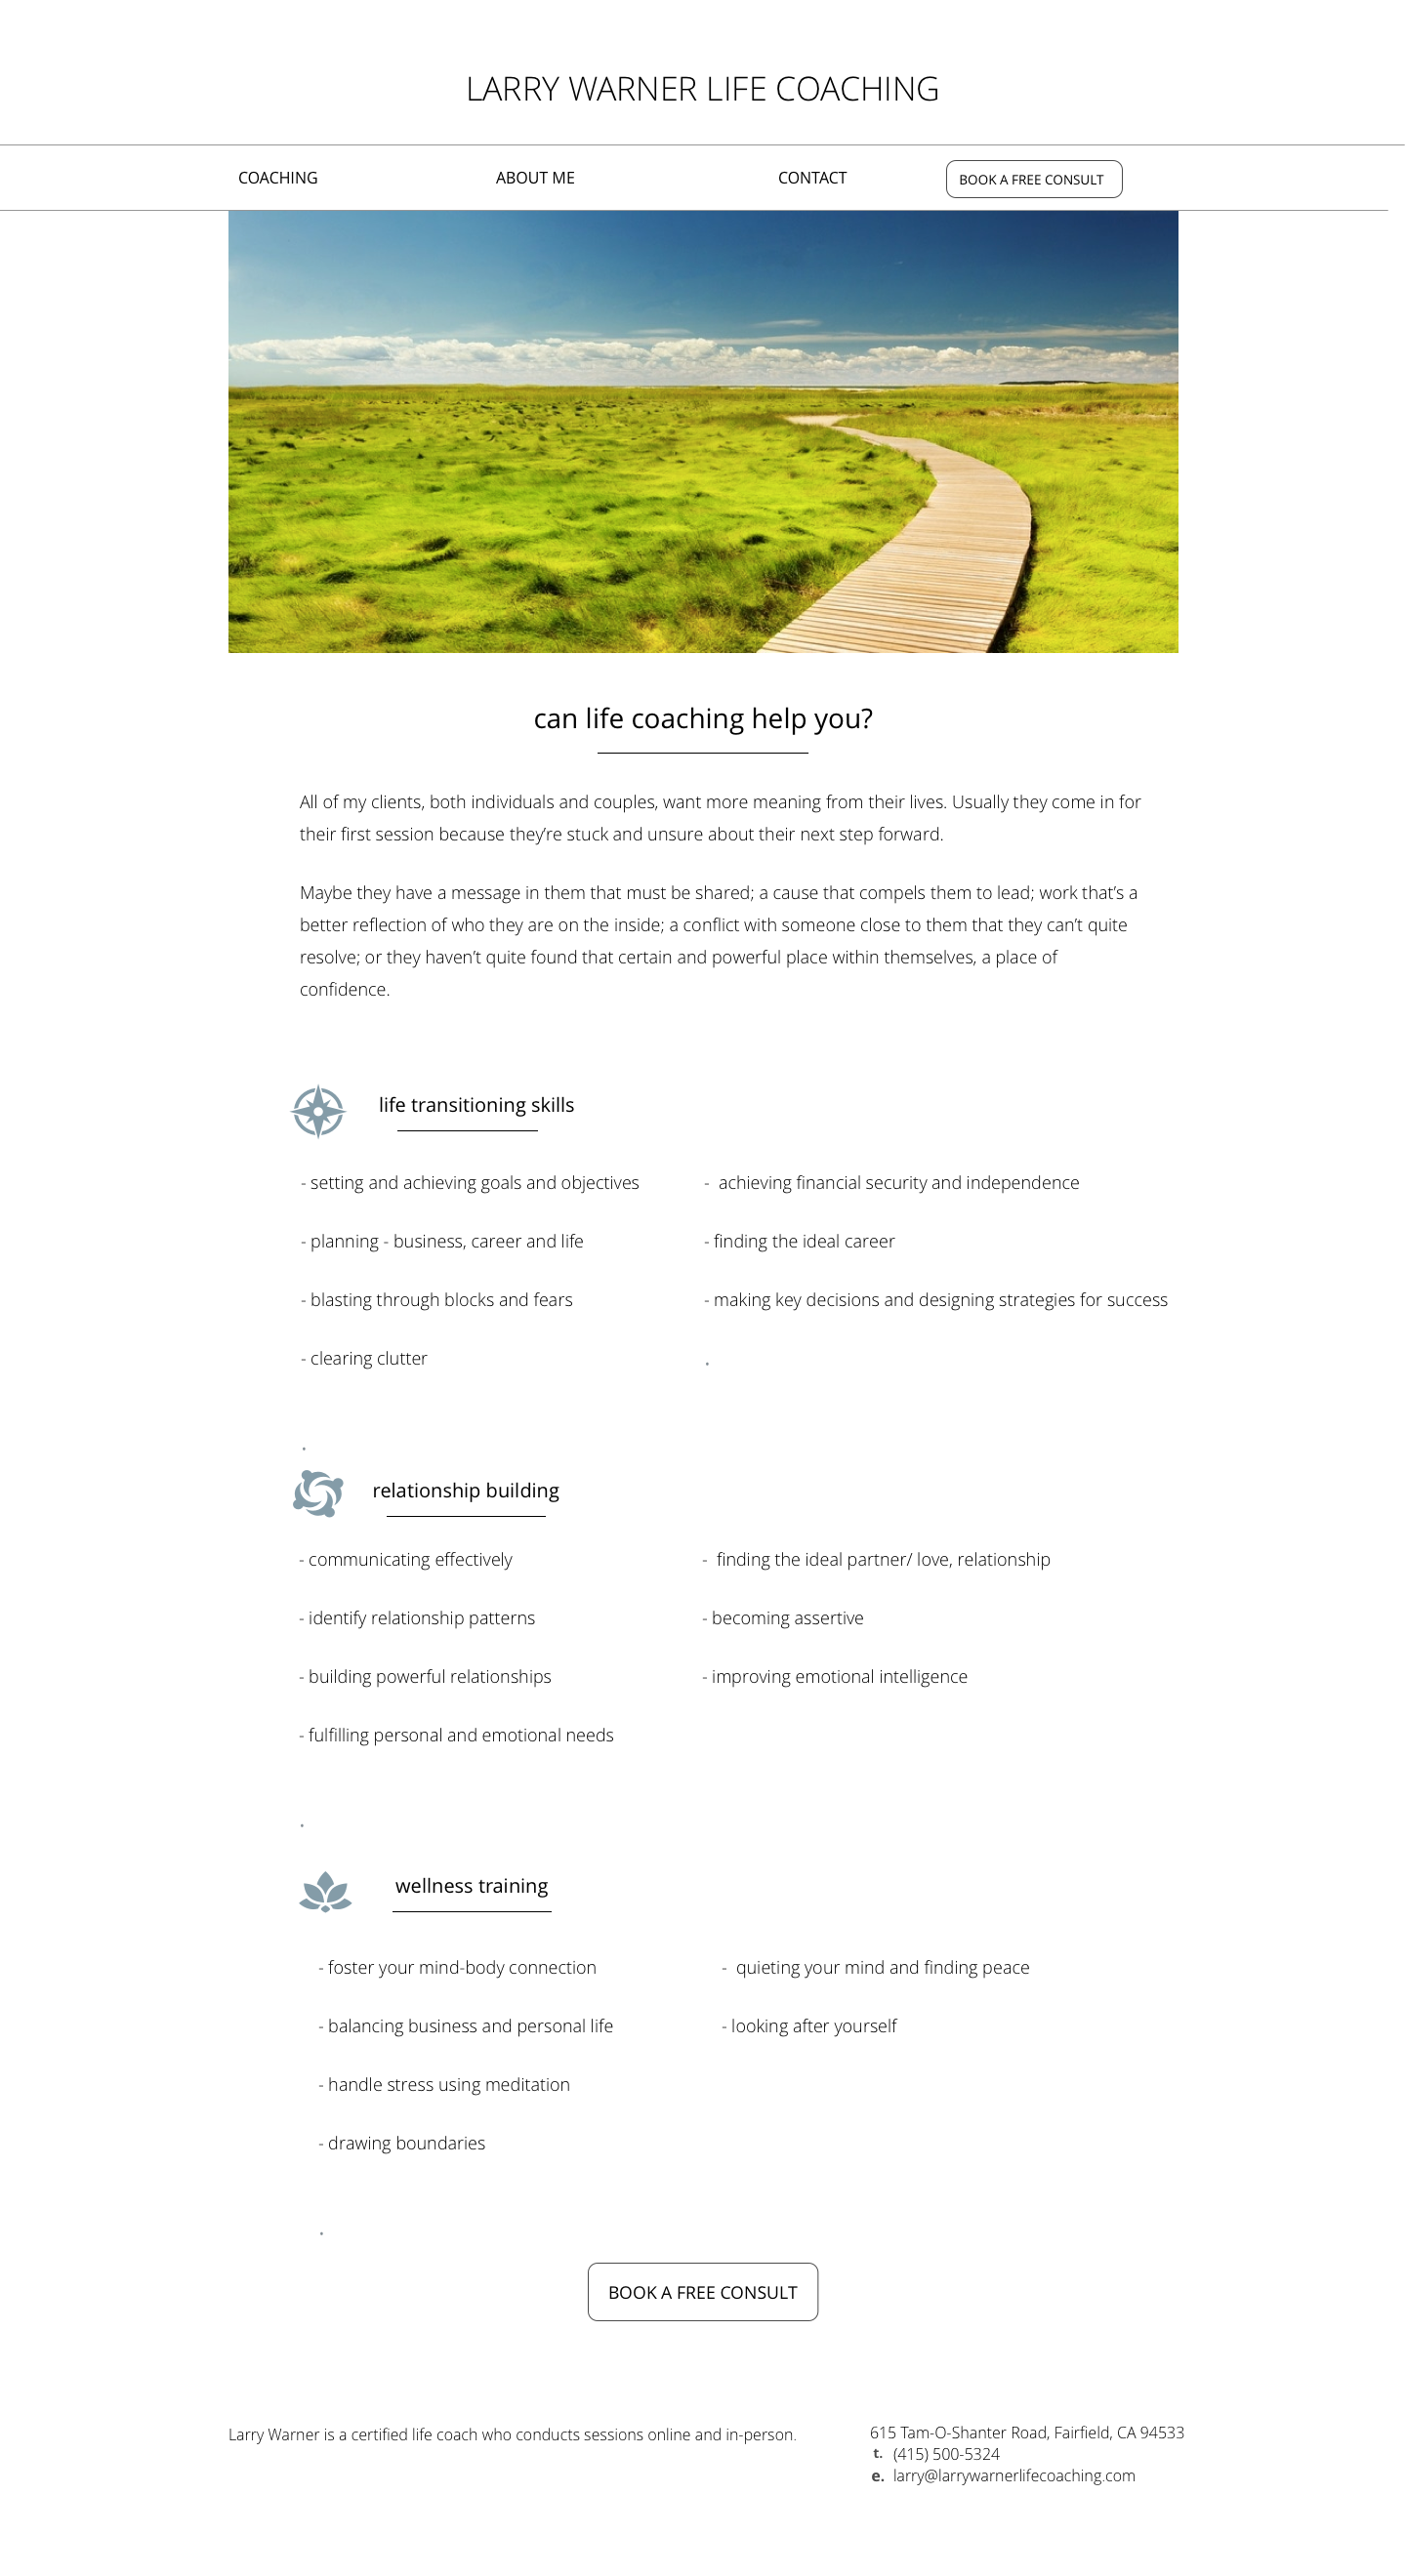 LARRY WARNER LIFE COACHING
COACHING
ABOUT ME
CONTACT
BOOK A FREE CONSULT
can life coaching help you?
All of my clients, both individuals and couples, want more meaning from their lives. Usually they come in for
their first session because they’re stuck and unsure about their next step forward.
Maybe they have a message in them that must be shared; a cause that compels them to lead; work that’s a
better reflection of who they are on the inside; a conflict with someone close to them that they can’t quite
resolve; or they haven’t quite found that certain and powerful place within themselves, a place of
confidence.
life transitioning skills
- setting and achieving goals and objectives
- planning - business, career and life
- blasting through blocks and fears
- clearing clutter
.
- achieving financial security and independence
- finding the ideal career
- making key decisions and designing strategies for success
.
relationship building
- communicating effectively
- identify relationship patterns
- building powerful relationships
- fulfilling personal and emotional needs
.
- finding the ideal partner/ love, relationship
- becoming assertive
- improving emotional intelligence
wellness training
- foster your mind-body connection
- balancing business and personal life
- handle stress using meditation
- drawing boundaries
.
- quieting your mind and finding peace
- looking after yourself
BOOK A FREE CONSULT
Larry Warner is a certified life coach who conducts sessions online and in-person.
615 Tam-O-Shanter Road, Fairfield, CA 94533
t. (415) 500-5324
e. larry@larrywarnerlifecoaching.com